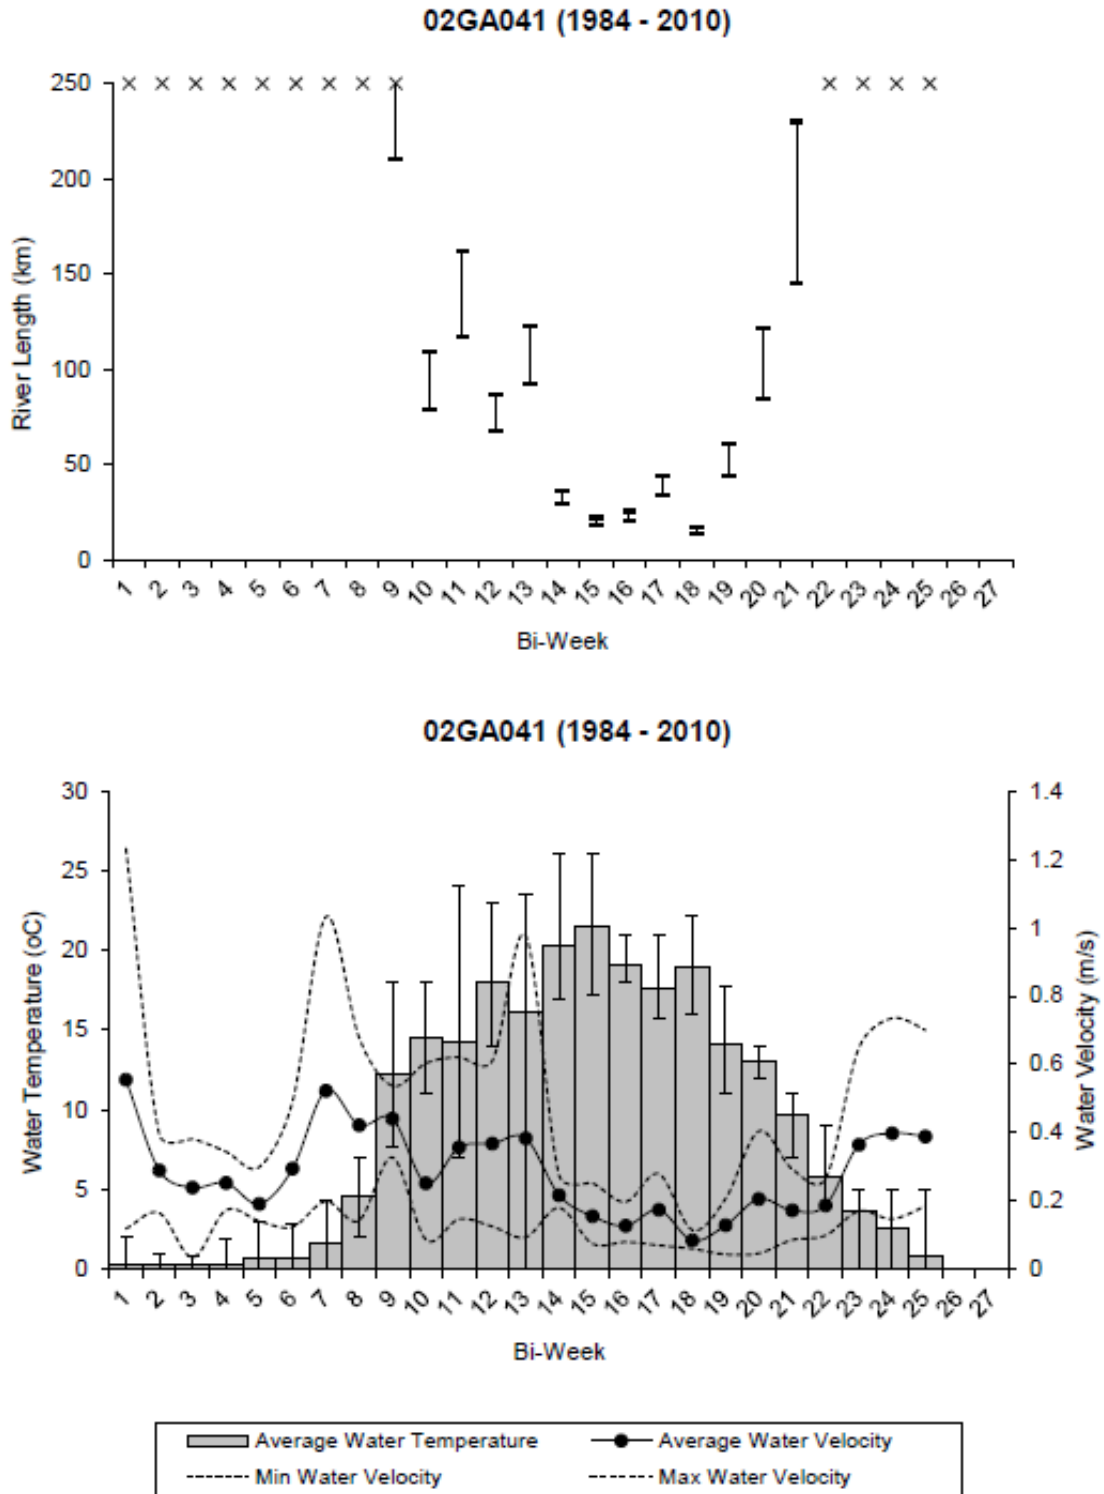 02GA041 (1984 - 2010)
River Length (km)
250
200
150
100
50
0
1 2 3 4 5 6 7 8 9 10 11 12 13 14 15 16 17 18 19 20 21 22 23 24 25 26 27
Bi-Week
02GA041 (1984 - 2010)
Water Temperature (oC)
30
25
20
15
10
5
0
1.4
1.2
1
0.8
0.6
0.4
0.2
0
Water Velocity (m/s)
1 2 3 4 5 6 7 8 9 10 11 12 13 14 15 16 17 18 19 20 21 22 23 24 25 26 27
Bi-Week
Average Water Temperature Average Water Velocity
Min Water Velocity Max Water Velocity